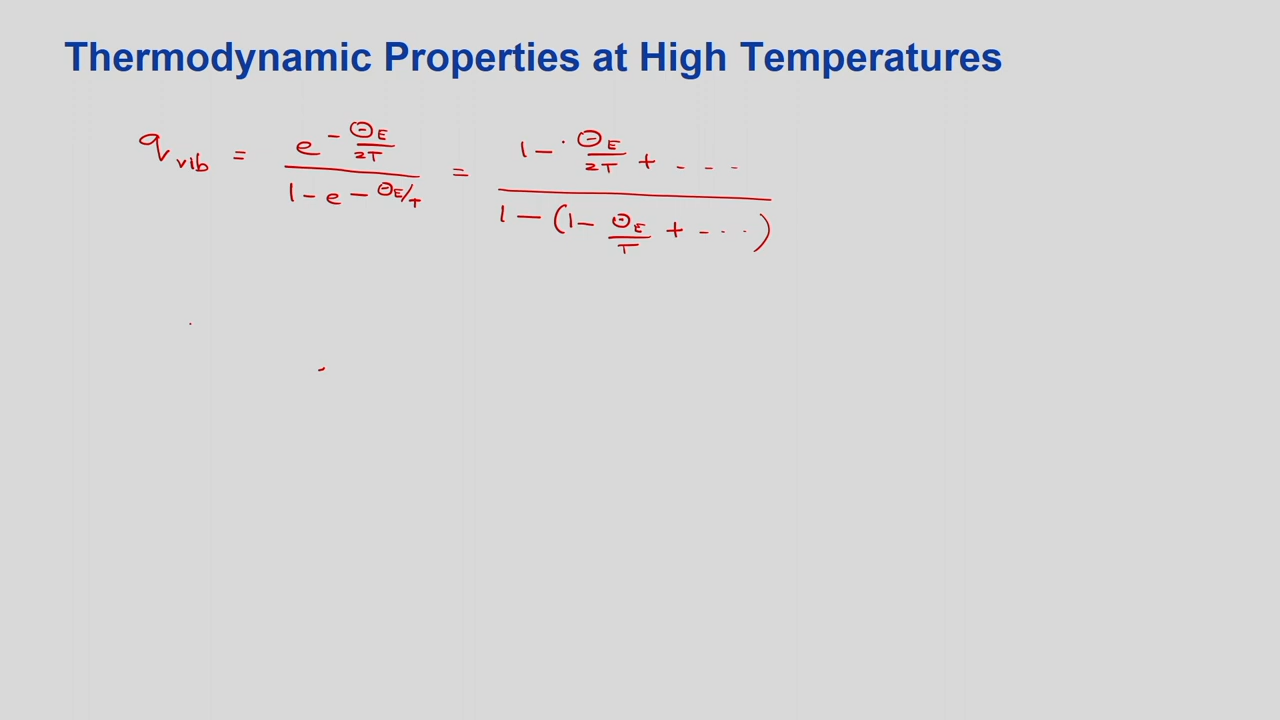 Thermodynamic Properties at High Temperatures
q_vib = e^(-Θ_E/2T) / (1 - e^(-Θ_E/T)) = (1 - Θ_E/2T + ...) / (1 - (1 - Θ_E/T + ...))